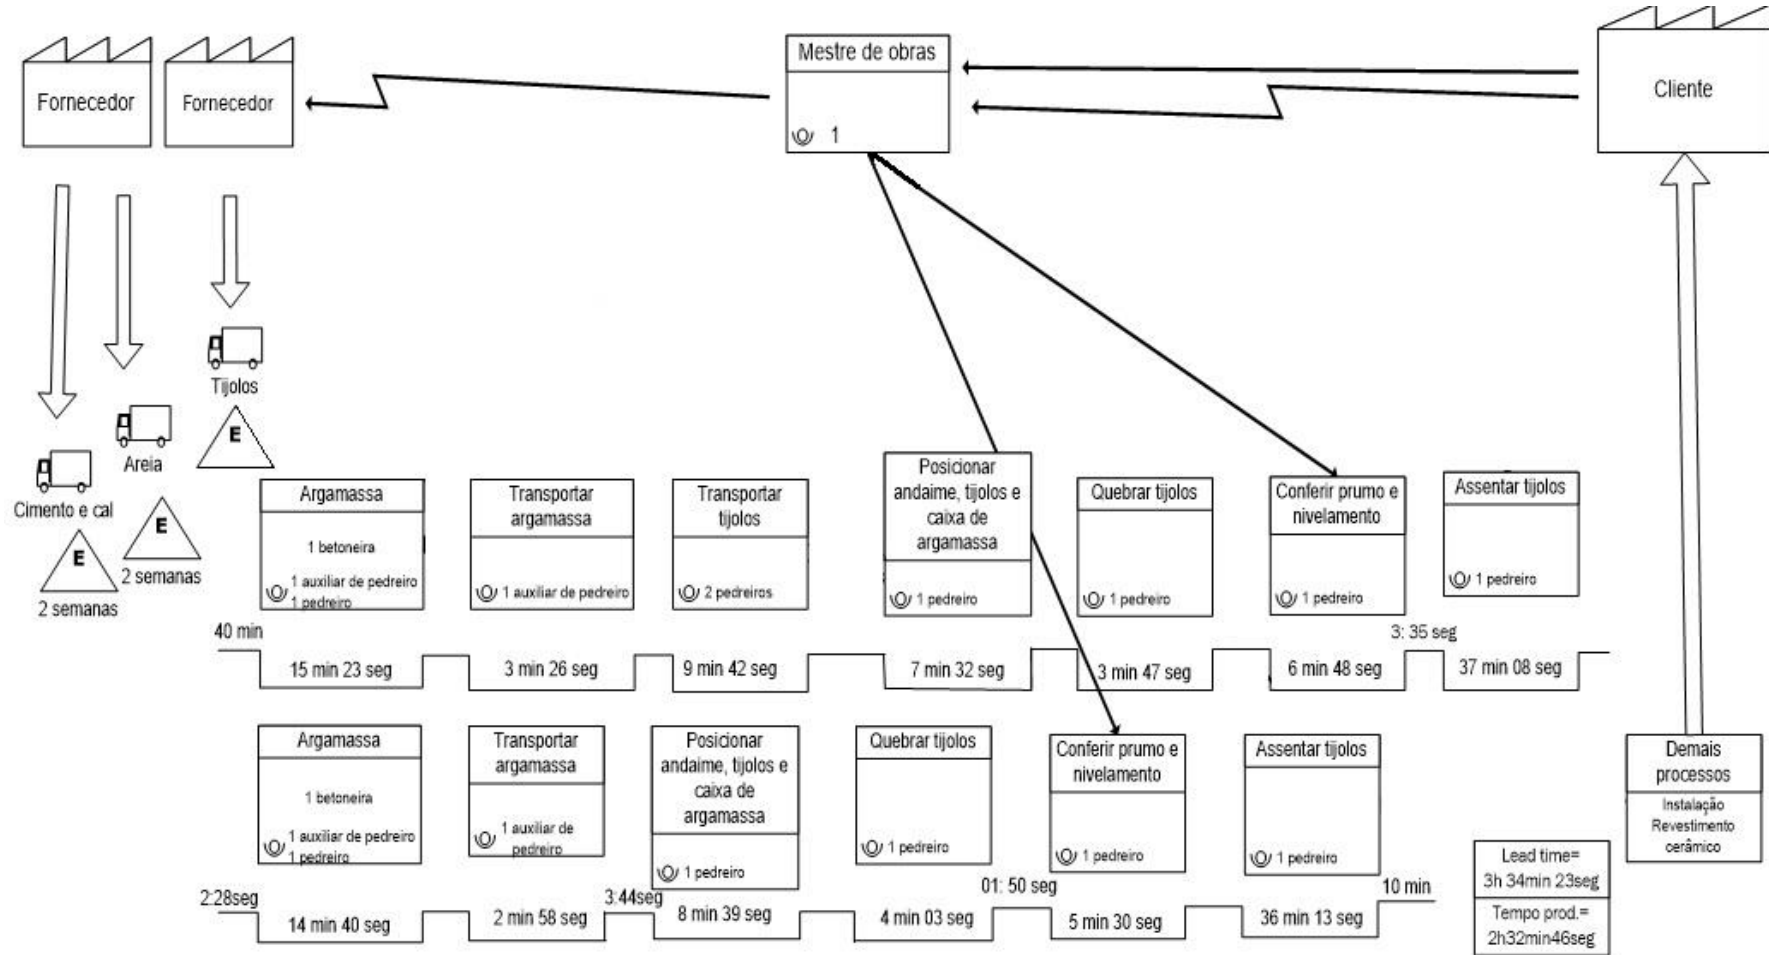 Fornecedor
Fornecedor
Mestre de obras
1
Cliente
Tijolos
E
Areia
E
2 semanas
Cimento e cal
E
2 semanas
Argamassa
1 betoneira
1 auxiliar de pedreiro
1 pedreiro
Transportar
argamassa
1 auxiliar de pedreiro
Transportar
tijolos
2 pedreiros
Posicionar
andaime, tijolos e
caixa de
argamassa
1 pedreiro
Quebrar tijolos
1 pedreiro
Conferir prumo e
nivelamento
1 pedreiro
Assentar tijolos
1 pedreiro
40 min
15 min 23 seg
3 min 26 seg
9 min 42 seg
7 min 32 seg
3 min 47 seg
6 min 48 seg
3: 35 seg
37 min 08 seg
Argamassa
1 betoneira
1 auxiliar de pedreiro
1 pedreiro
Transportar
argamassa
1 auxiliar de
pedreiro
Posicionar
andaime, tijolos e
caixa de
argamassa
1 pedreiro
Quebrar tijolos
1 pedreiro
Conferir prumo e
nivelamento
1 pedreiro
Assentar tijolos
1 pedreiro
2:28seg
14 min 40 seg
2 min 58 seg
3:44seg
8 min 39 seg
4 min 03 seg
01: 50 seg
5 min 30 seg
36 min 13 seg
10 min
Lead time=
3h 34min 23seg
Tempo prod.=
2h32min46seg
Demais
processos
Instalação
Revestimento
cerâmico